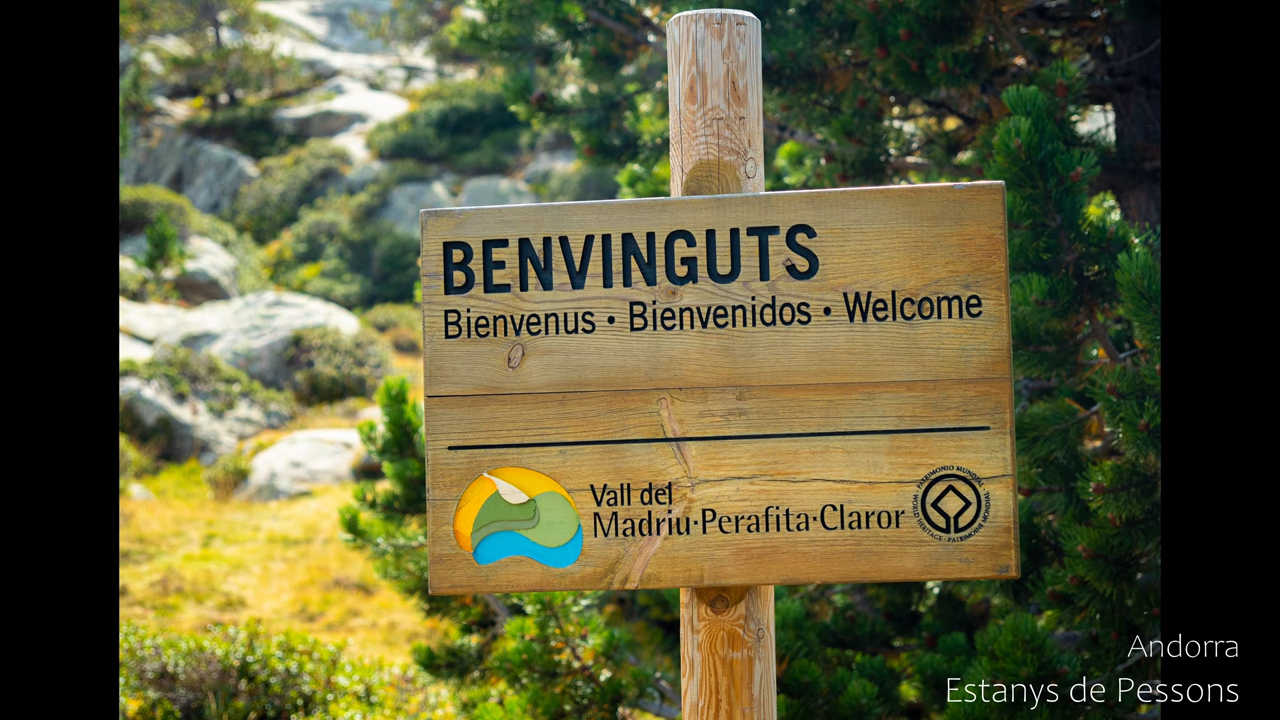 BENVINGUTS
Bienvenus • Bienvenidos • Welcome
Vall del
Madriu·Perafita·Claror
PATRIMONIO MUNDIAL · WORLD HERITAGE · PATRIMOINE MONDIAL ·
Andorra
Estanys de Pessons